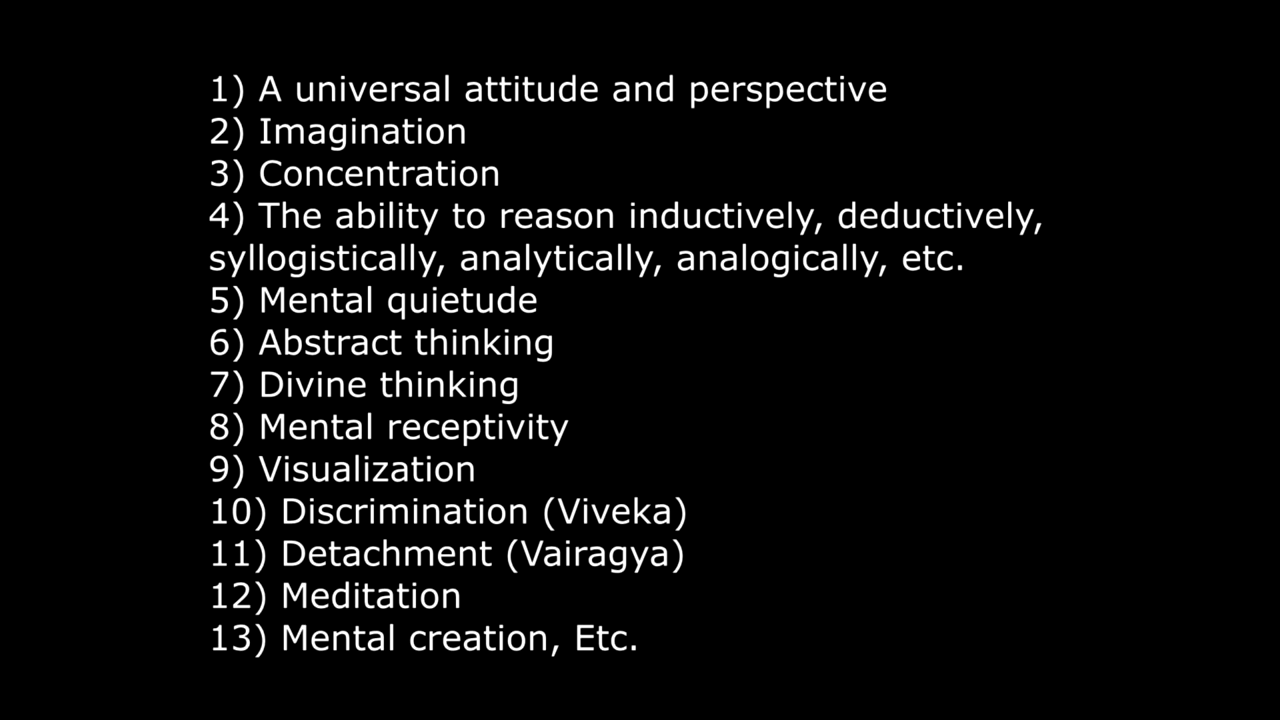 1) A universal attitude and perspective
2) Imagination
3) Concentration
4) The ability to reason inductively, deductively,
syllogistically, analytically, analogically, etc.
5) Mental quietude
6) Abstract thinking
7) Divine thinking
8) Mental receptivity
9) Visualization
10) Discrimination (Viveka)
11) Detachment (Vairagya)
12) Meditation
13) Mental creation, Etc.